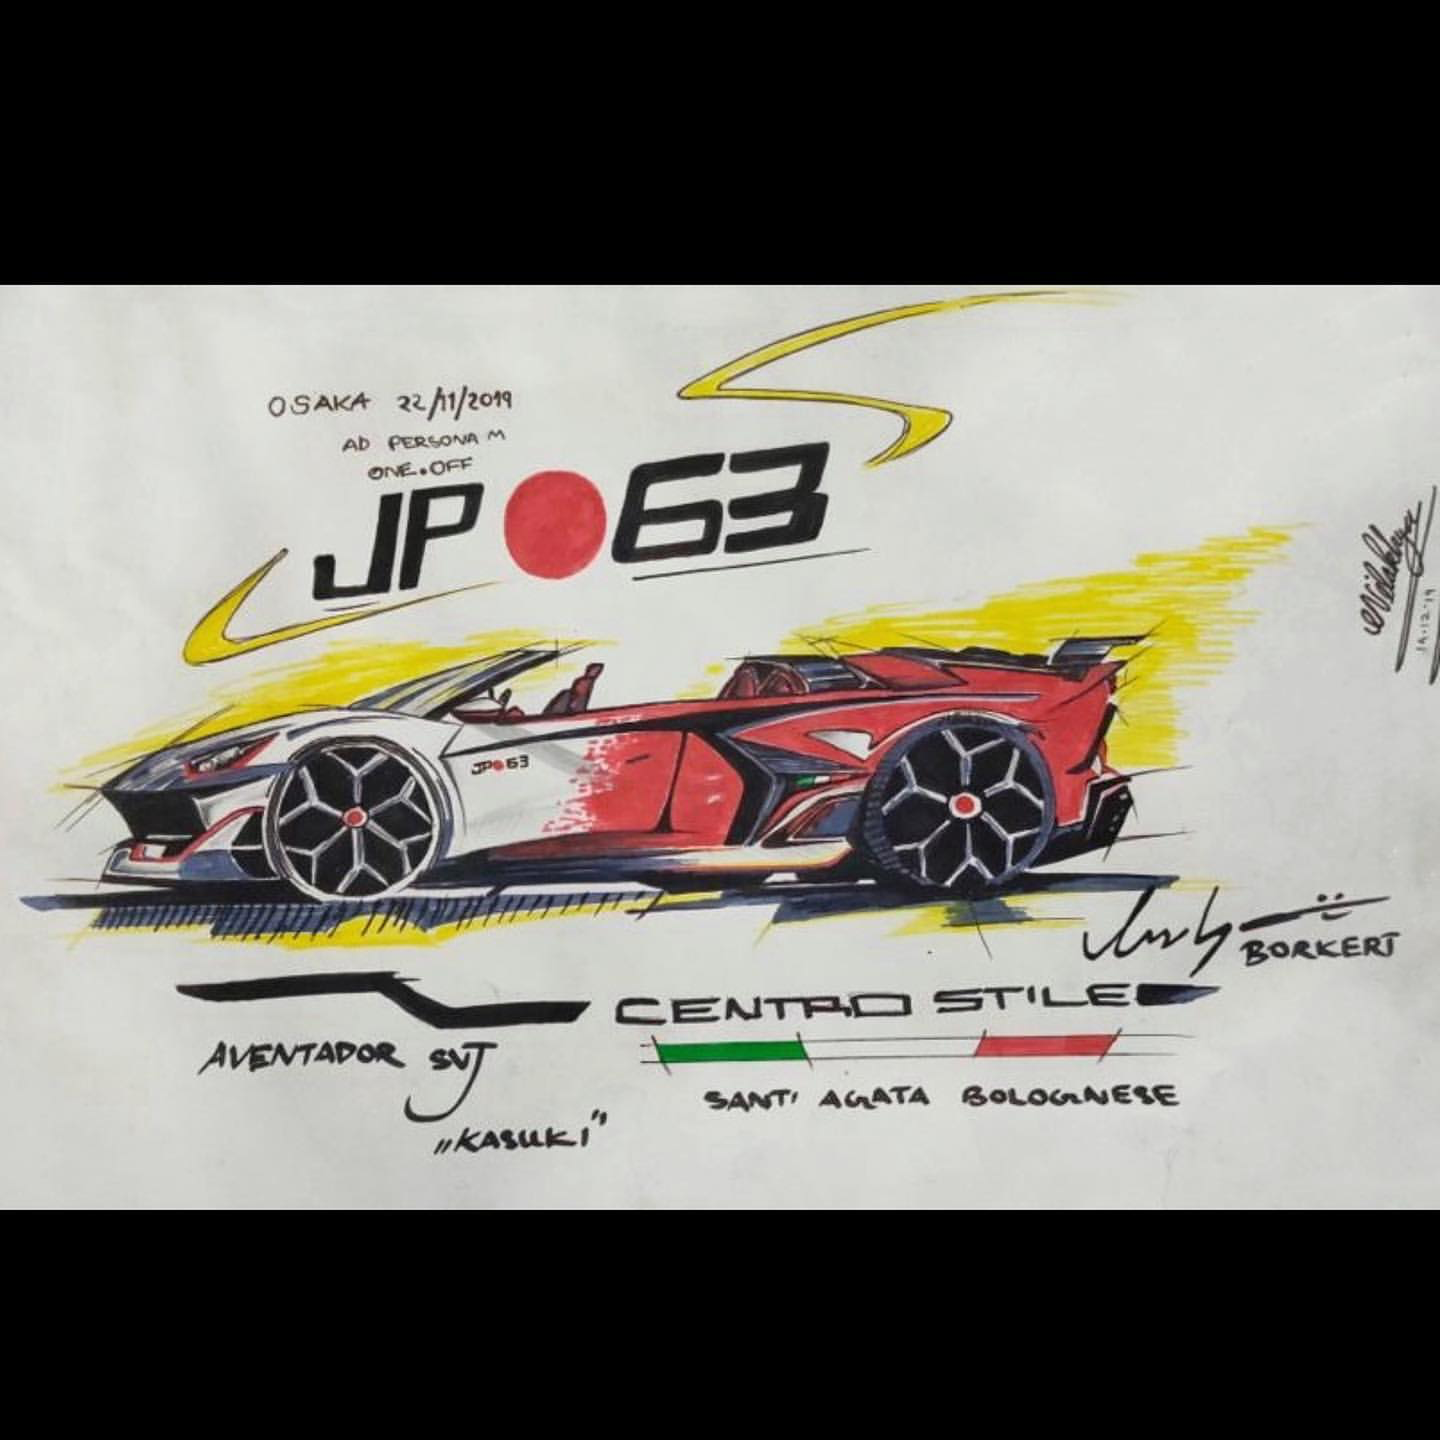 OSAKA 22/11/2019
AD PERSONAM
ONE.OFF
JP 63
JP 63
BORKERT
CENTRO STILE
AVENTADOR SVJ
„KASUKI”
SANT' AGATA BOLOGNESE